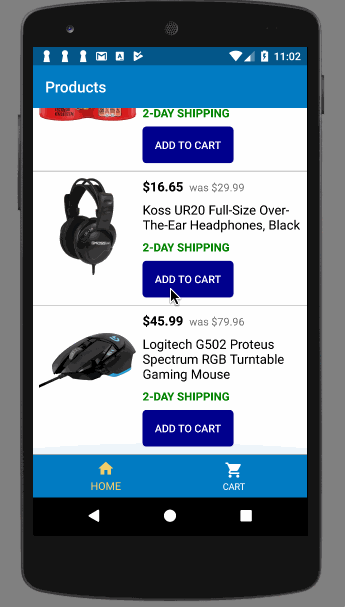 11:02
Products
2-DAY SHIPPING
ADD TO CART
$16.65 was $29.99
Koss UR20 Full-Size Over-
The-Ear Headphones, Black
2-DAY SHIPPING
ADD TO CART
$45.99 was $79.96
Logitech G502 Proteus
Spectrum RGB Turntable
Gaming Mouse
2-DAY SHIPPING
ADD TO CART
HOME
CART